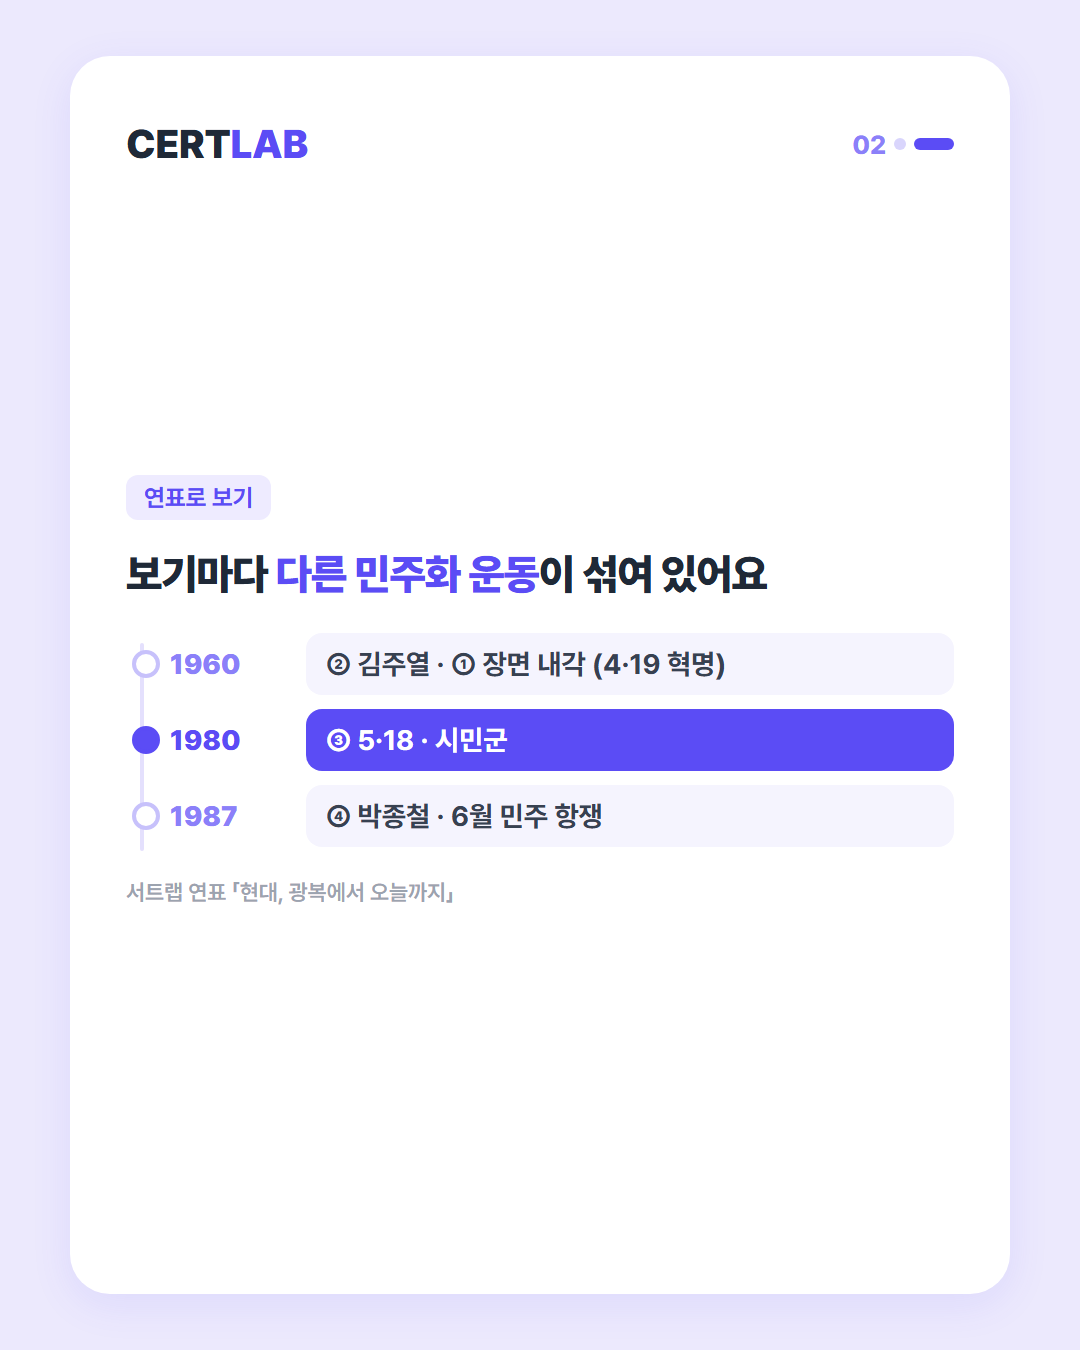 CERTLAB
02
연표로 보기
보기마다 다른 민주화 운동이 섞여 있어요
1960
② 김주열 · ① 장면 내각 (4·19 혁명)
1980
③ 5·18 · 시민군
1987
④ 박종철 · 6월 민주 항쟁
서트랩 연표 「현대, 광복에서 오늘까지」